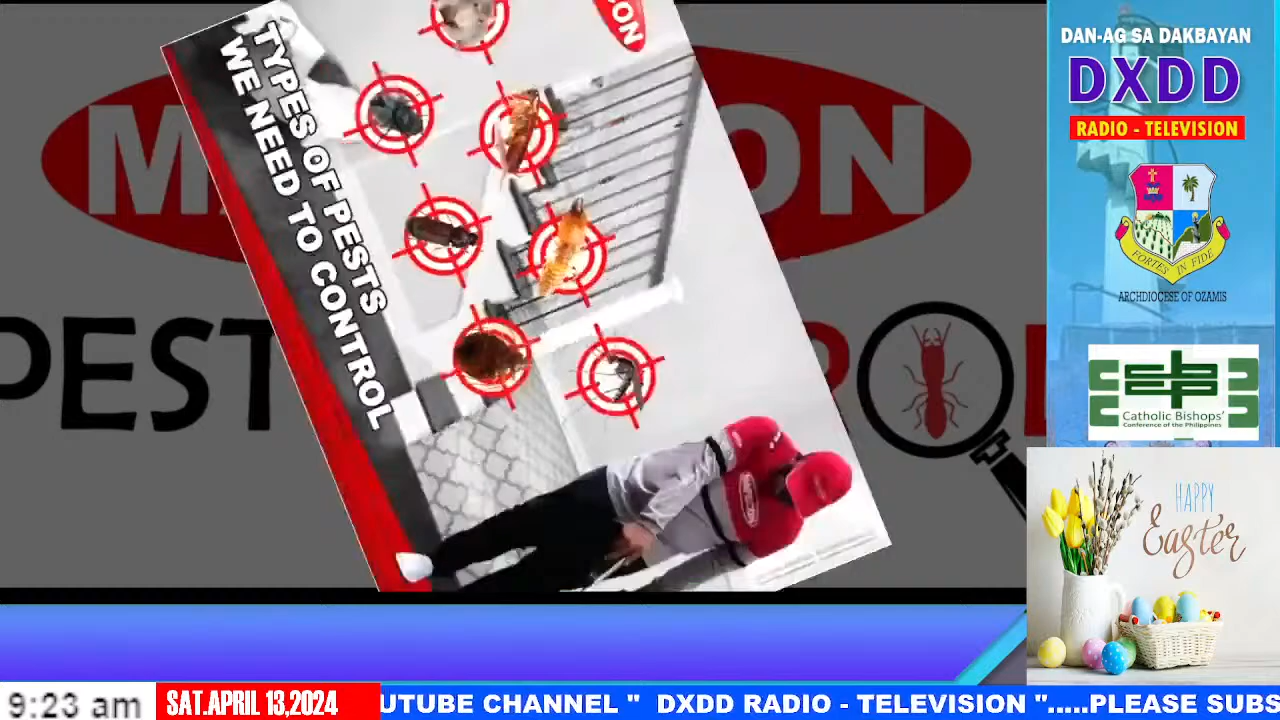 TYPES OF PESTS
WE NEED TO CONTROL
PEST
DAN-AG SA DAKBAYAN
DXDD
RADIO - TELEVISION
FORTES IN FIDE
ARCHDIOCESE OF OZAMIS
Catholic Bishops'
Conference of the Philippines
HAPPY
Easter
9:23 am
SAT.APRIL 13,2024
UTUBE CHANNEL " DXDD RADIO - TELEVISION ".....PLEASE SUBS